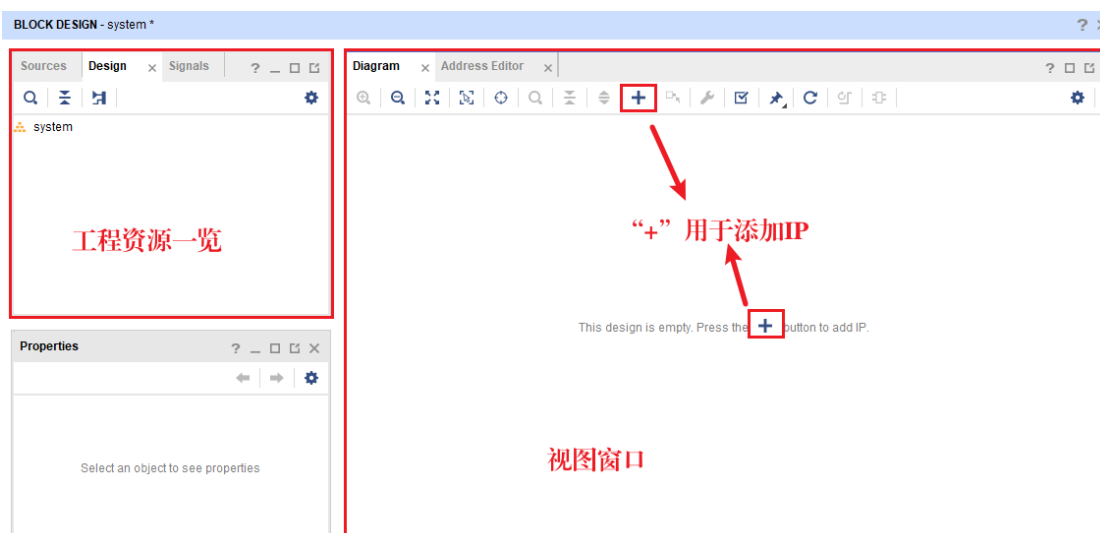 BLOCK DESIGN - system *
Sources Design Signals
system
工程资源一览
Properties
Select an object to see properties
Diagram Address Editor
“+”用于添加IP
This design is empty. Press the + button to add IP.
视图窗口